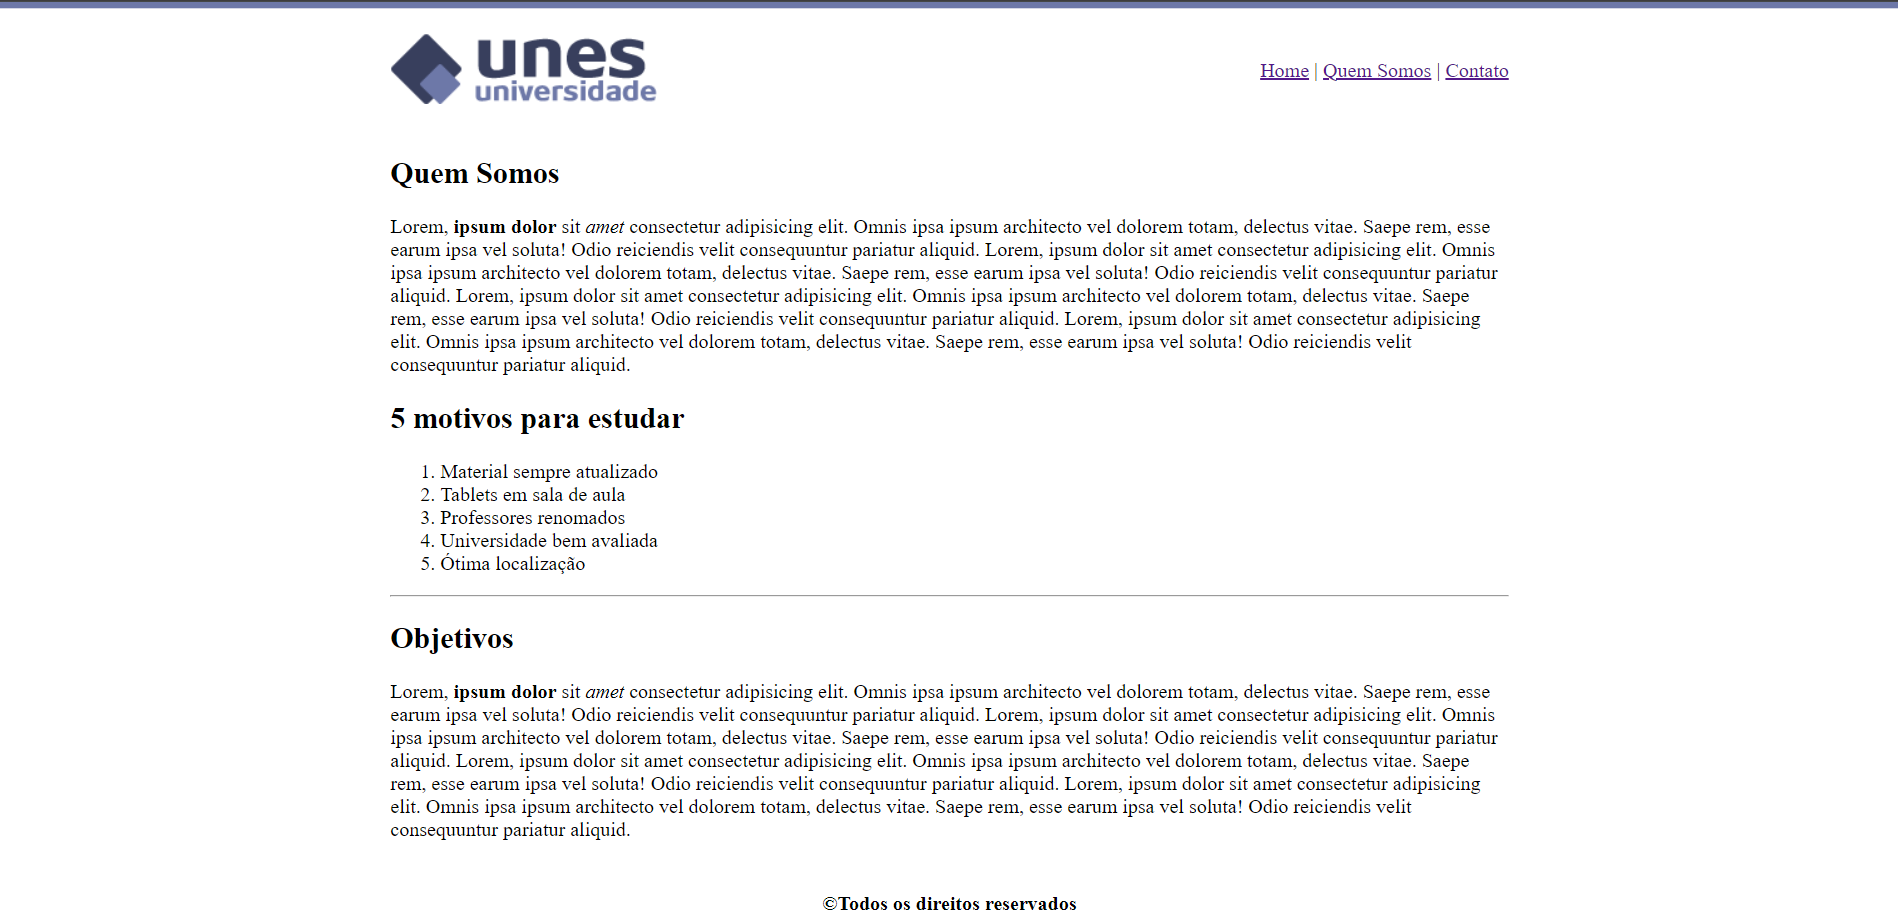 unes
universidade
Home | Quem Somos | Contato
Quem Somos
Lorem, ipsum dolor sit amet consectetur adipisicing elit. Omnis ipsa ipsum architecto vel dolorem totam, delectus vitae. Saepe rem, esse
earum ipsa vel soluta! Odio reiciendis velit consequuntur pariatur aliquid. Lorem, ipsum dolor sit amet consectetur adipisicing elit. Omnis
ipsa ipsum architecto vel dolorem totam, delectus vitae. Saepe rem, esse earum ipsa vel soluta! Odio reiciendis velit consequuntur pariatur
aliquid. Lorem, ipsum dolor sit amet consectetur adipisicing elit. Omnis ipsa ipsum architecto vel dolorem totam, delectus vitae. Saepe
rem, esse earum ipsa vel soluta! Odio reiciendis velit consequuntur pariatur aliquid. Lorem, ipsum dolor sit amet consectetur adipisicing
elit. Omnis ipsa ipsum architecto vel dolorem totam, delectus vitae. Saepe rem, esse earum ipsa vel soluta! Odio reiciendis velit
consequuntur pariatur aliquid.
5 motivos para estudar
1. Material sempre atualizado
2. Tablets em sala de aula
3. Professores renomados
4. Universidade bem avaliada
5. Ótima localização
Objetivos
Lorem, ipsum dolor sit amet consectetur adipisicing elit. Omnis ipsa ipsum architecto vel dolorem totam, delectus vitae. Saepe rem, esse
earum ipsa vel soluta! Odio reiciendis velit consequuntur pariatur aliquid. Lorem, ipsum dolor sit amet consectetur adipisicing elit. Omnis
ipsa ipsum architecto vel dolorem totam, delectus vitae. Saepe rem, esse earum ipsa vel soluta! Odio reiciendis velit consequuntur pariatur
aliquid. Lorem, ipsum dolor sit amet consectetur adipisicing elit. Omnis ipsa ipsum architecto vel dolorem totam, delectus vitae. Saepe
rem, esse earum ipsa vel soluta! Odio reiciendis velit consequuntur pariatur aliquid. Lorem, ipsum dolor sit amet consectetur adipisicing
elit. Omnis ipsa ipsum architecto vel dolorem totam, delectus vitae. Saepe rem, esse earum ipsa vel soluta! Odio reiciendis velit
consequuntur pariatur aliquid.
©Todos os direitos reservados